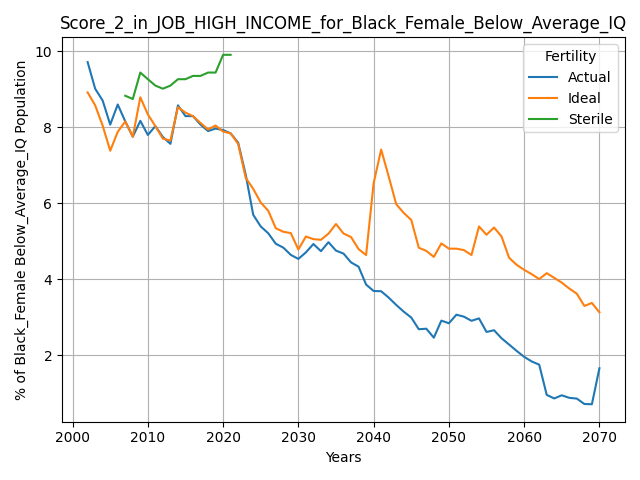 Score_2_in_JOB_HIGH_INCOME_for_Black_Female_Below_Average_IQ
% of Black_Female Below_Average_IQ Population
10
8
6
4
2
Fertility
Actual
Ideal
Sterile
2000 2010 2020 2030 2040 2050 2060 2070
Years